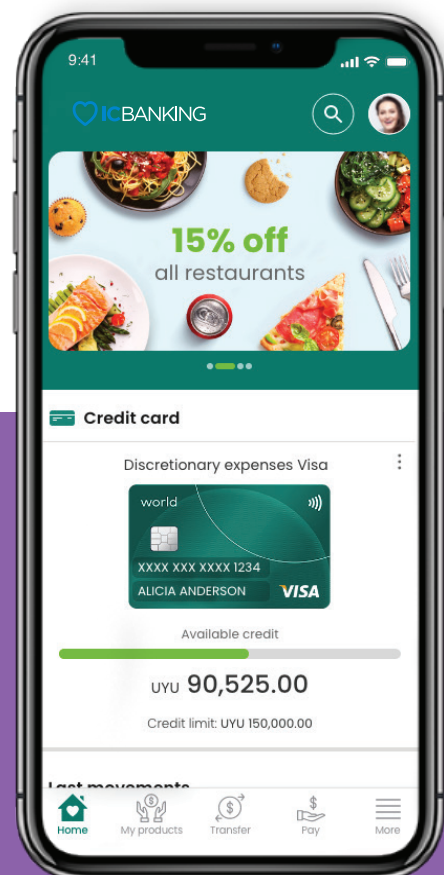 9:41
ICBANKING
15% off
all restaurants
Credit card
Discretionary expenses Visa
world
XXXX XXX XXXX 1234
ALICIA ANDERSON VISA
Available credit
UYU 90,525.00
Credit limit: UYU 150,000.00
Last movements
Home My products Transfer Pay More